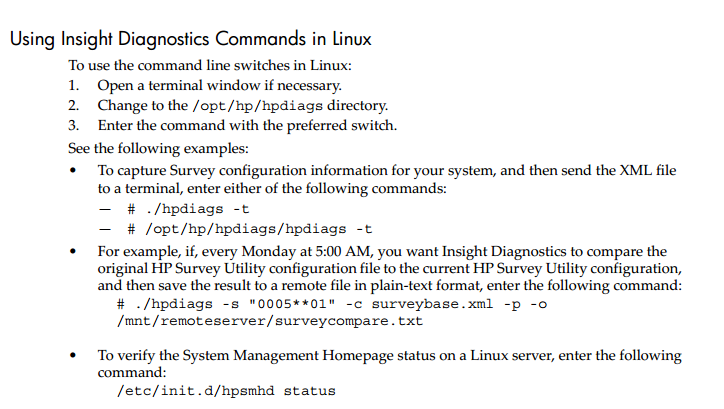 Using Insight Diagnostics Commands in Linux
To use the command line switches in Linux:
1. Open a terminal window if necessary.
2. Change to the /opt/hp/hpdiags directory.
3. Enter the command with the preferred switch.
See the following examples:
• To capture Survey configuration information for your system, and then send the XML file
to a terminal, enter either of the following commands:
— # ./hpdiags -t
— # /opt/hp/hpdiags/hpdiags -t
• For example, if, every Monday at 5:00 AM, you want Insight Diagnostics to compare the
original HP Survey Utility configuration file to the current HP Survey Utility configuration,
and then save the result to a remote file in plain-text format, enter the following command:
# ./hpdiags -s "0005**01" -c surveybase.xml -p -o
/mnt/remoteserver/surveycompare.txt
• To verify the System Management Homepage status on a Linux server, enter the following
command:
/etc/init.d/hpsmhd status